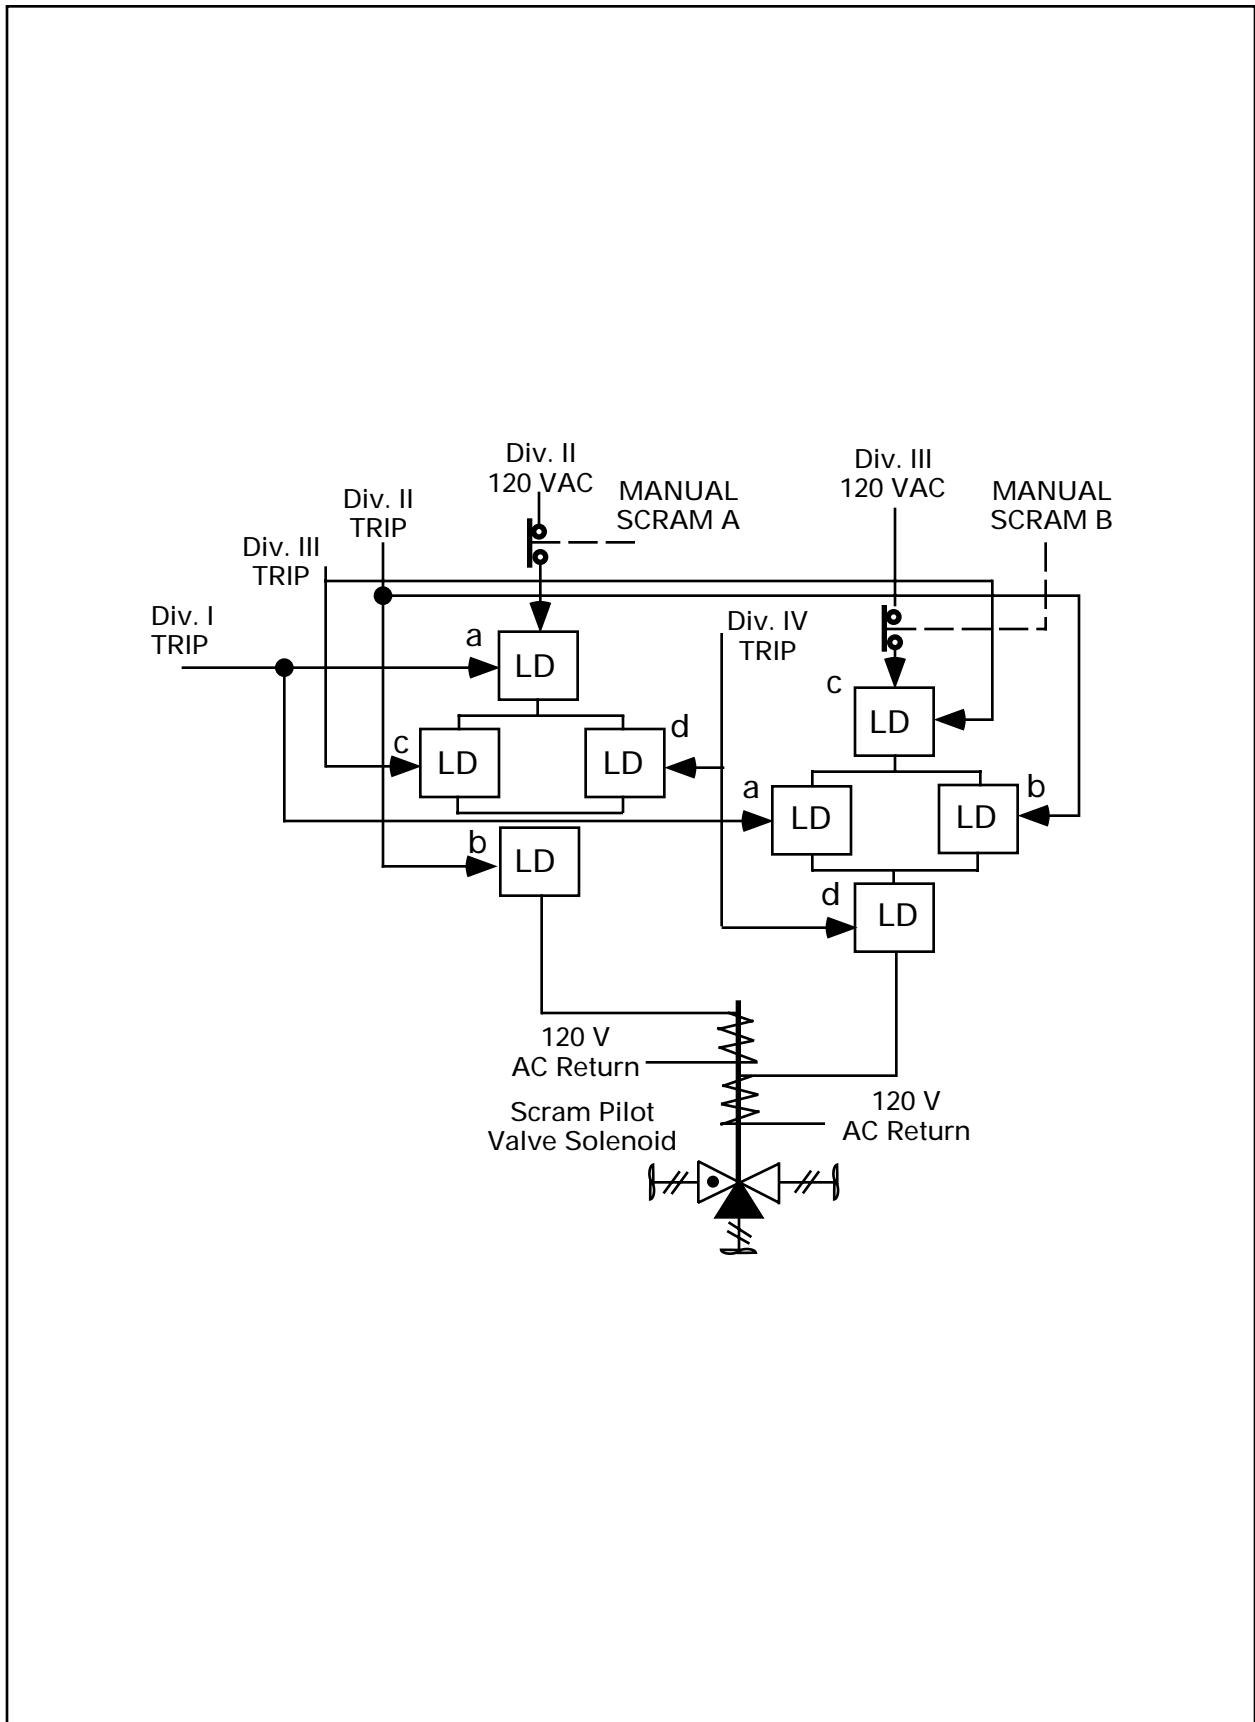 Div. II
120 VAC
MANUAL
SCRAM A
Div. III
120 VAC
MANUAL
SCRAM B
Div. II
TRIP
Div. III
TRIP
Div. I
TRIP
Div. IV
TRIP
a
LD
c
LD
d
LD
b
LD
c
LD
a
LD
b
LD
d
LD
120 V
AC Return
Scram Pilot
Valve Solenoid
120 V
AC Return